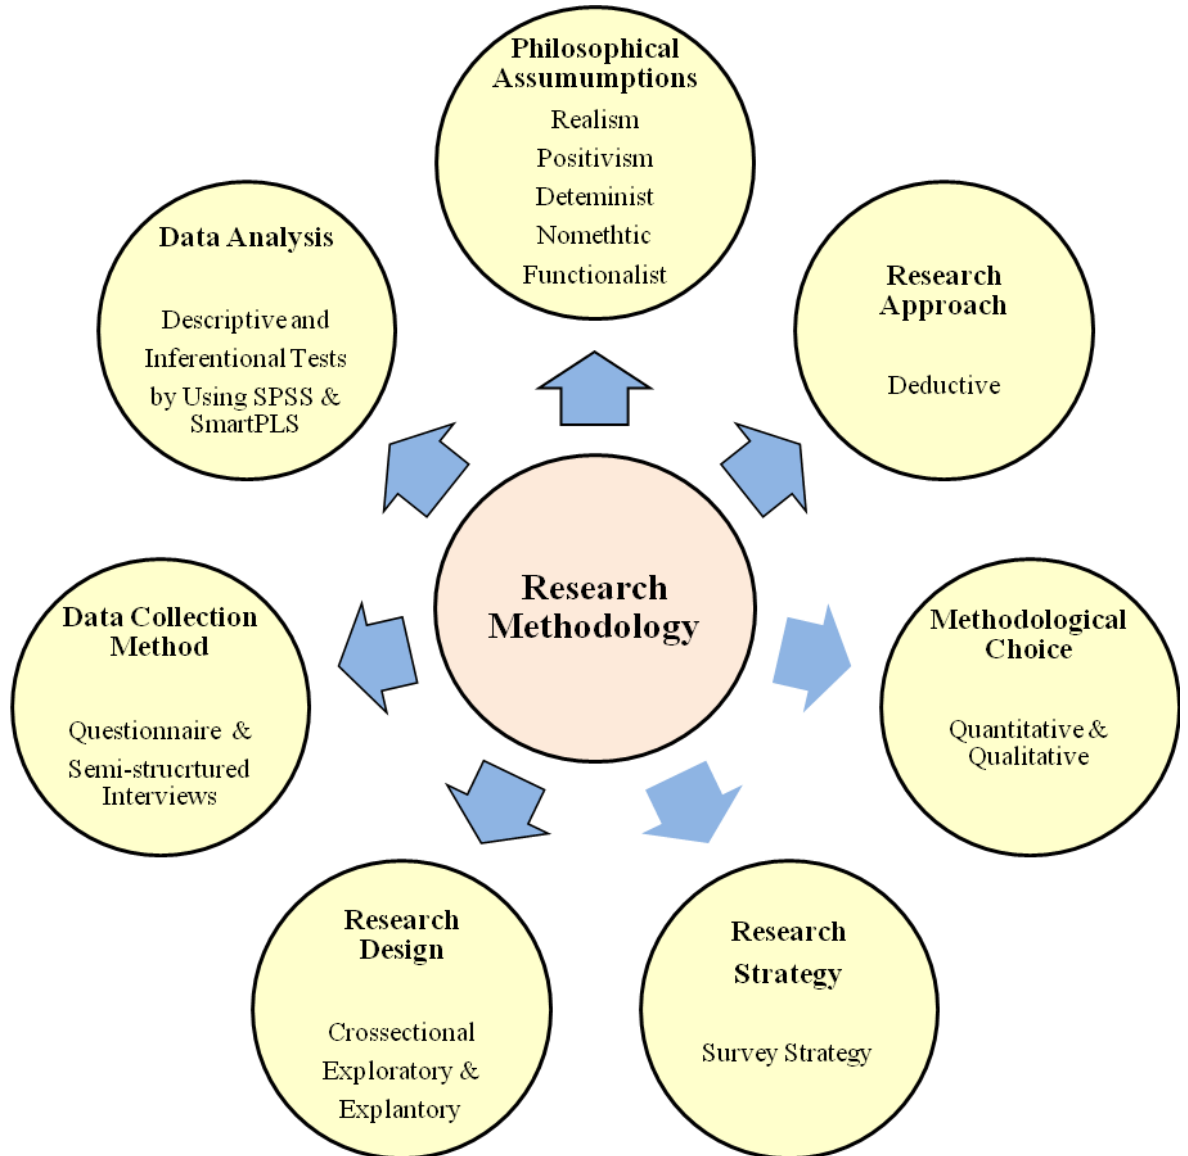 Philosophical
Assumumptions
Realism
Positivism
Deteminist
Nomethtic
Functionalist
Research
Approach
Deductive
Methodological
Choice
Quantitative &
Qualitative
Research
Strategy
Survey Strategy
Research
Design
Crossectional
Exploratory &
Explantory
Data Collection
Method
Questionnaire &
Semi-strucrtured
Interviews
Data Analysis
Descriptive and
Inferentional Tests
by Using SPSS &
SmartPLS
Research
Methodology